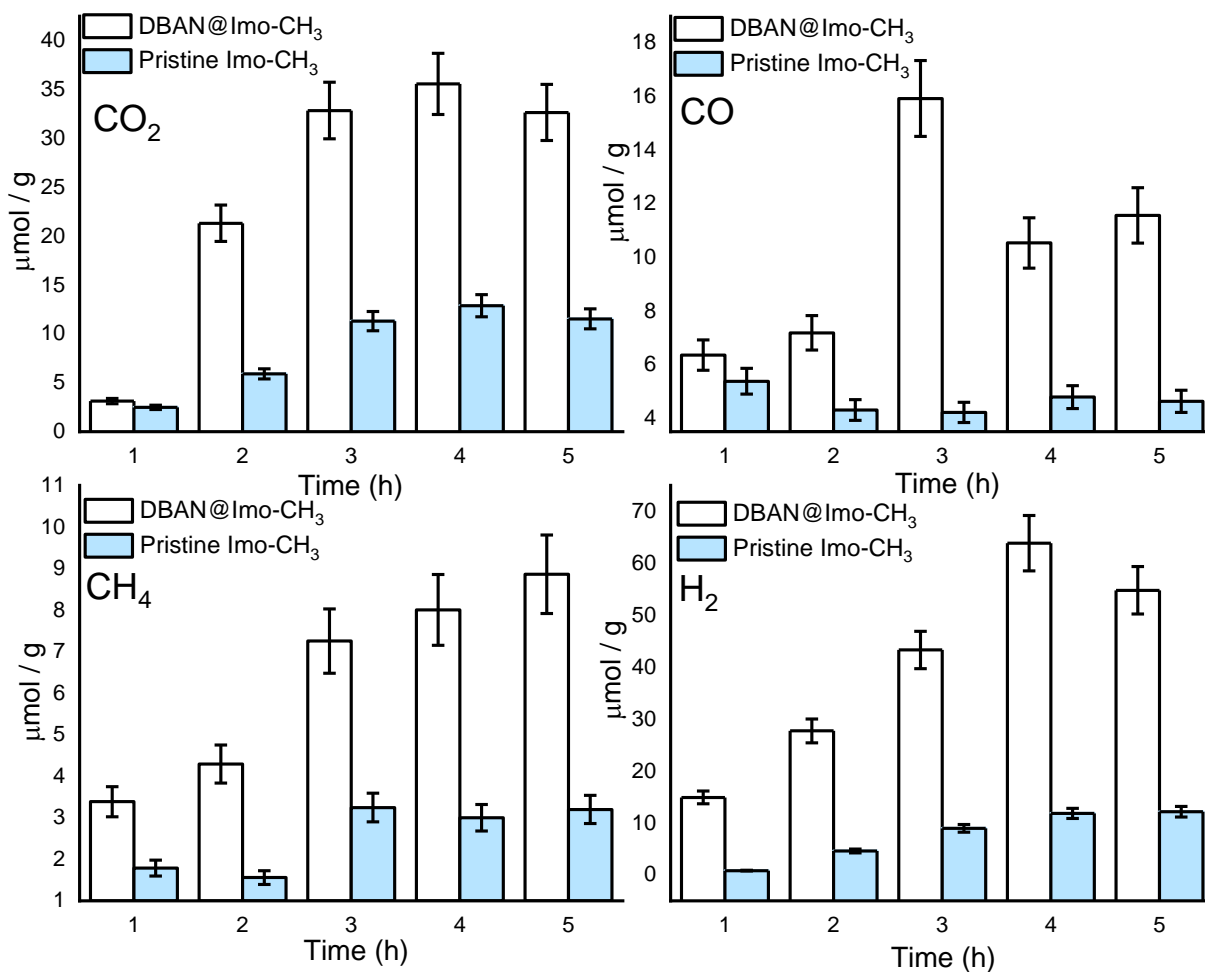 DBAN@Imo-CH₃
Pristine Imo-CH₃
CO₂
μmol / g
40
35
30
25
20
15
10
5
0
1 2 3 4 5
Time (h)
DBAN@Imo-CH₃
Pristine Imo-CH₃
CO
μmol / g
18
16
14
12
10
8
6
4
1 2 3 4 5
Time (h)
DBAN@Imo-CH₃
Pristine Imo-CH₃
CH₄
μmol / g
11
10
9
8
7
6
5
4
3
2
1
1 2 3 4 5
Time (h)
DBAN@Imo-CH₃
Pristine Imo-CH₃
H₂
μmol / g
70
60
50
40
30
20
10
0
1 2 3 4 5
Time (h)